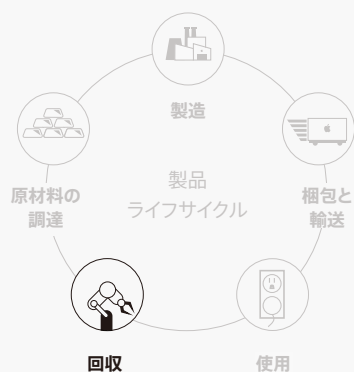 製造
原材料の
調達
製品
ライフサイクル
梱包と
輸送
回収
使用